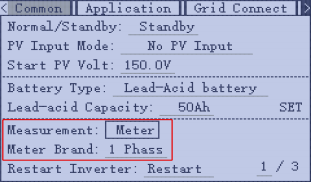 < Common Application Grid Connect >
Normal/Standby: Standby
PV Input Mode: No PV Input
Start PV Volt: 150.0V
Battery Type: Lead-Acid battery
Lead-acid Capacity: 50Ah SET
Measurement: Meter
Meter Brand: 1 Phass
Restart Inverter: Restart 1 / 3